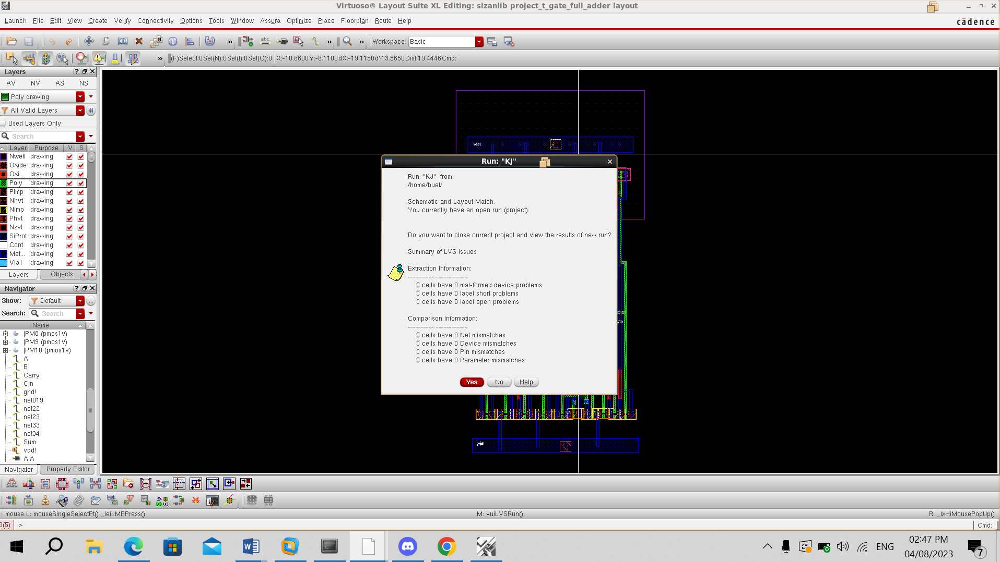 Virtuoso® Layout Suite XL Editing: sizanlib project_t_gate_full_adder layout
Launch File Edit View Create Verify Connectivity Options Tools Window Assura Optimize Place Floorplan Route Help
cādence
abc
R
Workspace: Basic
(F)Select:0 Sel(N):0 Sel(I):0 Sel(O):0 X:-10.6600 Y:-6.1100 dX:-19.1150 dY:3.5650 Dist:19.4446 Cmd:
Layers
AV NV AS NS
Poly drawing
All Valid Layers
Used Layers Only
Search
Layer Purpose V S
Nwell drawing
Oxide drawing
Oxi... drawing
Poly drawing
Pimp drawing
Nhvt drawing
Nimp drawing
Phvt drawing
Nzvt drawing
SiProt drawing
Cont drawing
Met... drawing
Via1 drawing
Layers Objects
Navigator
Show: Default
Search: Search
Name
|PM8 (pmos1v)
|PM9 (pmos1v)
|PM10 (pmos1v)
A
B
Carry
Cin
gnd!
net019
net22
net23
net33
net34
Sum
vdd!
A:A
Navigator Property Editor
Run: "KJ"
Run: "KJ" from
/home/buet/
Schematic and Layout Match.
You currently have an open run (project).
Do you want to close current project and view the results of new run?
Summary of LVS Issues
Extraction Information:
---------- ------------
0 cells have 0 mal-formed device problems
0 cells have 0 label short problems
0 cells have 0 label open problems
Comparison Information:
---------- ------------
0 cells have 0 Net mismatches
0 cells have 0 Device mismatches
0 cells have 0 Pin mismatches
0 cells have 0 Parameter mismatches
Yes No Help
mouse L: mouseSingleSelectPt() _leiLMBPress() M: vuiLVSRun() R: _lxHiMousePopUp()
3(5) > Cmd:
ENG
02:47 PM
04/08/2023
7